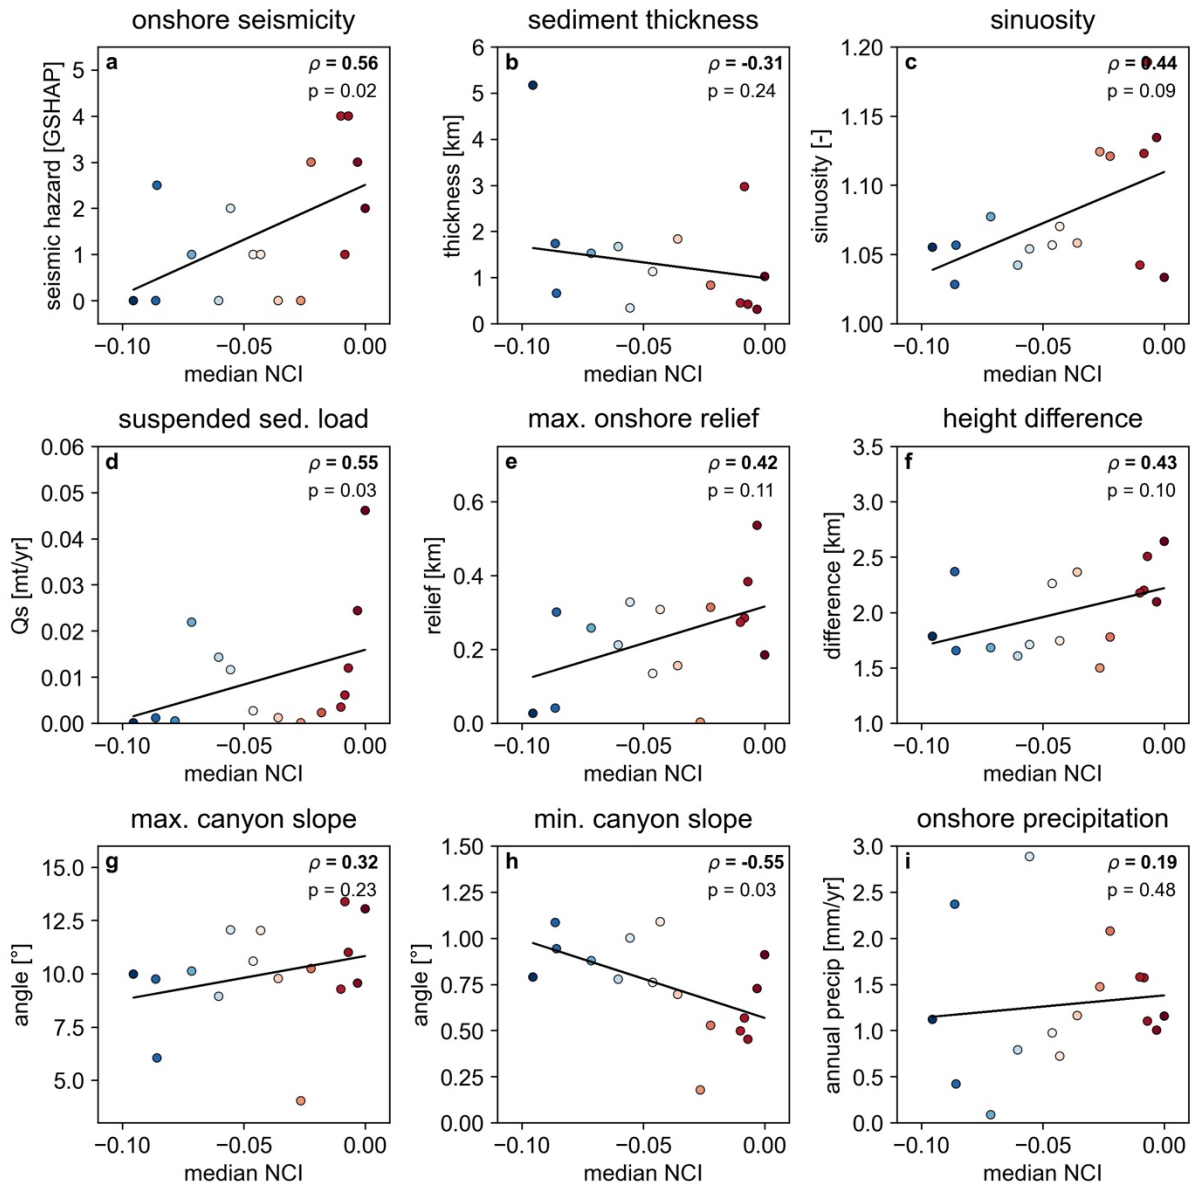 onshore seismicity
a
ρ = 0.56
p = 0.02
seismic hazard [GSHAP]
5
4
3
2
1
0
−0.10 −0.05 0.00
median NCI
sediment thickness
b
ρ = -0.31
p = 0.24
thickness [km]
6
5
4
3
2
1
0
−0.10 −0.05 0.00
median NCI
sinuosity
c
ρ = 0.44
p = 0.09
sinuosity [-]
1.20
1.15
1.10
1.05
1.00
−0.10 −0.05 0.00
median NCI
suspended sed. load
d
ρ = 0.55
p = 0.03
Qs [mt/yr]
0.06
0.05
0.04
0.03
0.02
0.01
0.00
−0.10 −0.05 0.00
median NCI
max. onshore relief
e
ρ = 0.42
p = 0.11
relief [km]
0.6
0.4
0.2
0.0
−0.10 −0.05 0.00
median NCI
height difference
f
ρ = 0.43
p = 0.10
difference [km]
3.5
3.0
2.5
2.0
1.5
1.0
−0.10 −0.05 0.00
median NCI
max. canyon slope
g
ρ = 0.32
p = 0.23
angle [°]
15.0
12.5
10.0
7.5
5.0
−0.10 −0.05 0.00
median NCI
min. canyon slope
h
ρ = -0.55
p = 0.03
angle [°]
1.50
1.25
1.00
0.75
0.50
0.25
0.00
−0.10 −0.05 0.00
median NCI
onshore precipitation
i
ρ = 0.19
p = 0.48
annual precip [mm/yr]
3.0
2.5
2.0
1.5
1.0
0.5
0.0
−0.10 −0.05 0.00
median NCI